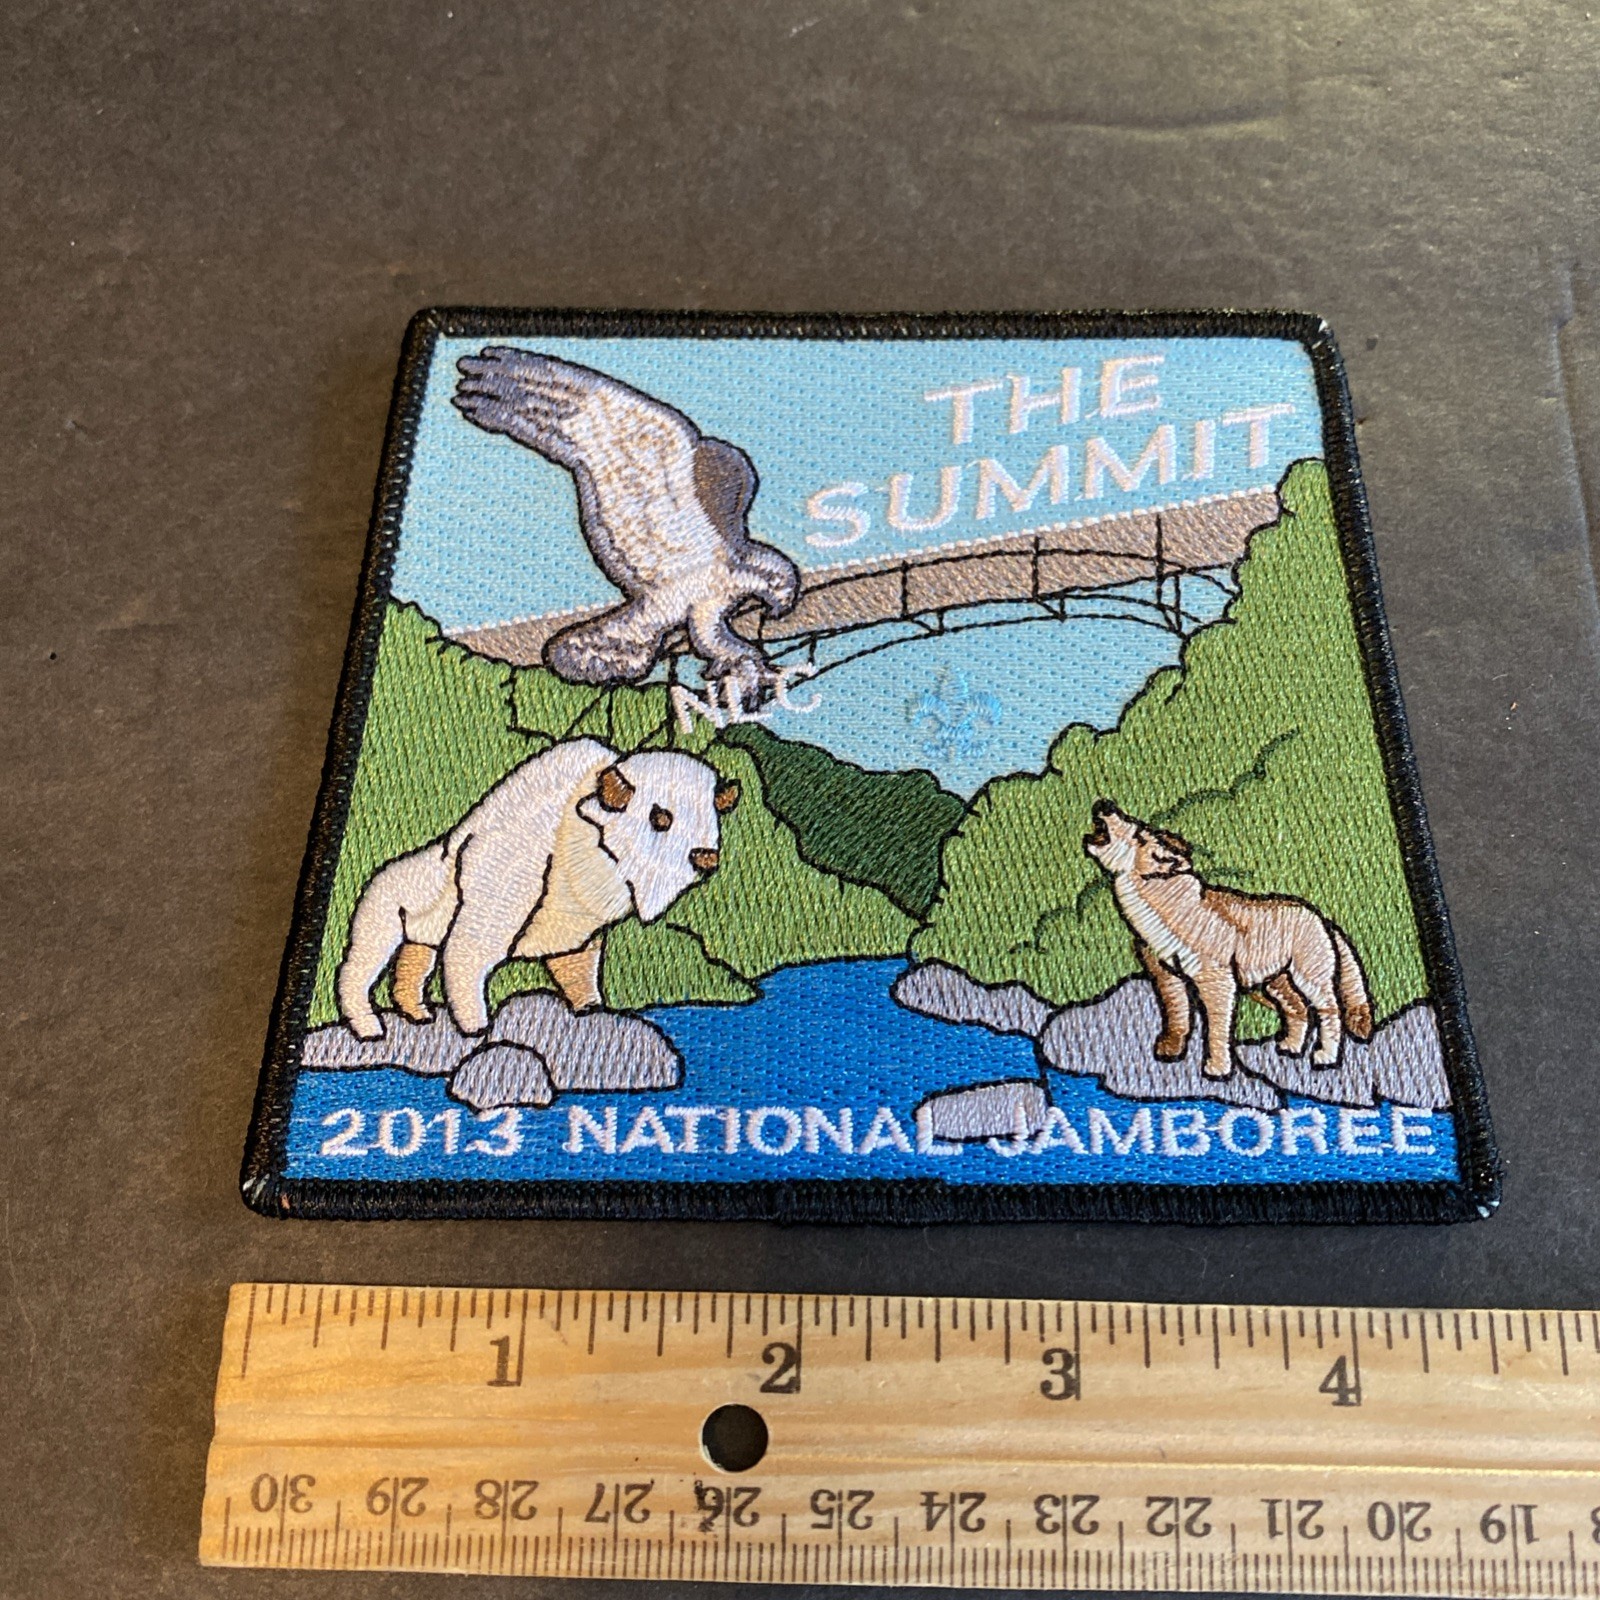 THE
SUMMIT
NLC
2013 NATIONAL JAMBOREE
1 2 3 4
30 29 28 27 26 25 24 23 22 21 20 19